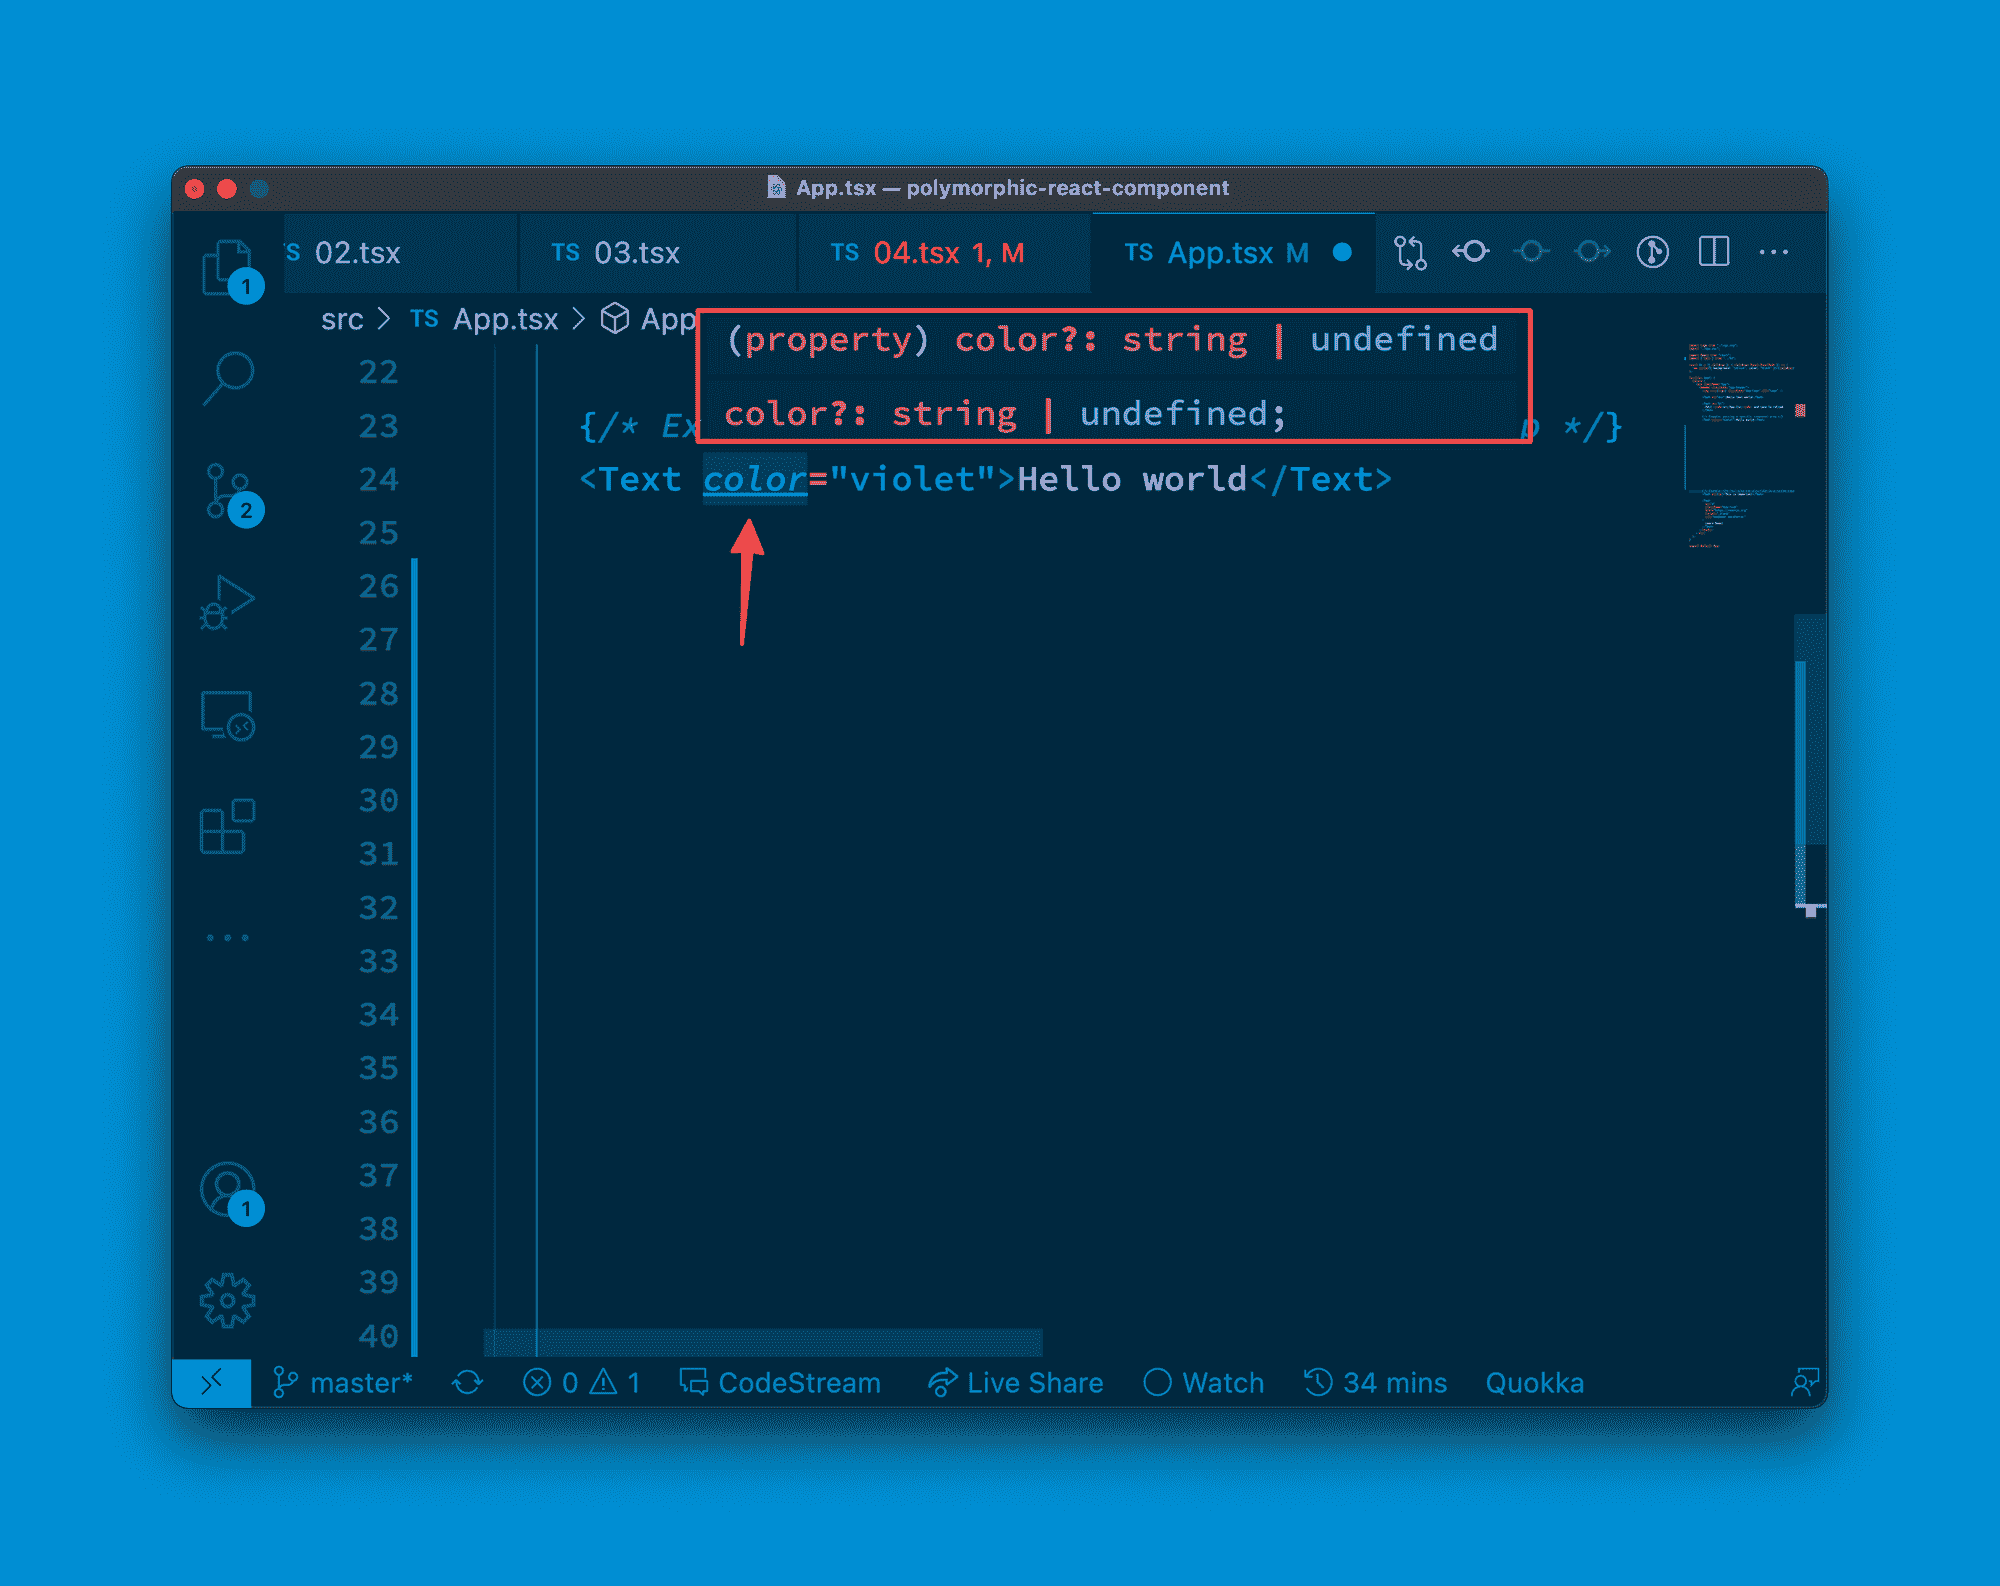 App.tsx — polymorphic-react-component
02.tsx
TS 03.tsx
TS 04.tsx 1, M
TS App.tsx M
1
src > TS App.tsx > App
(property) color?: string | undefined
color?: string | undefined;
22
23 {/* Ex p */}
24 <Text color="violet">Hello world</Text>
2
25
26
27
28
29
30
31
32
33
34
35
36
37
1
38
39
40
master* 0 1 CodeStream Live Share Watch 34 mins Quokka